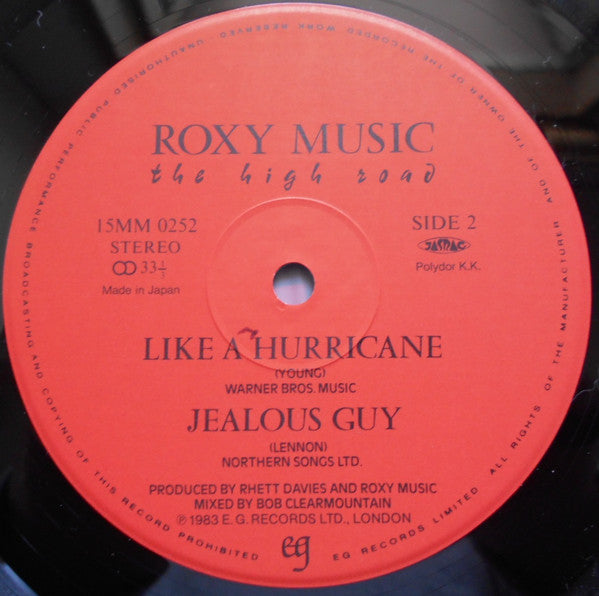 ROXY MUSIC
the high road
15MM 0252
STEREO
33⅓
Made in Japan
SIDE 2
JASRAC
Polydor K.K.
LIKE A HURRICANE
(YOUNG)
WARNER BROS. MUSIC
JEALOUS GUY
(LENNON)
NORTHERN SONGS LTD.
PRODUCED BY RHETT DAVIES AND ROXY MUSIC
MIXED BY BOB CLEARMOUNTAIN
℗ 1983 E.G. RECORDS LTD., LONDON
eg
EG RECORDS LIMITED ALL RIGHTS OF THE MANUFACTURER AND OF THE OWNER OF THE RECORDED WORK RESERVED UNAUTHORISED PUBLIC PERFORMANCE BROADCASTING AND COPYING OF THIS RECORD PROHIBITED